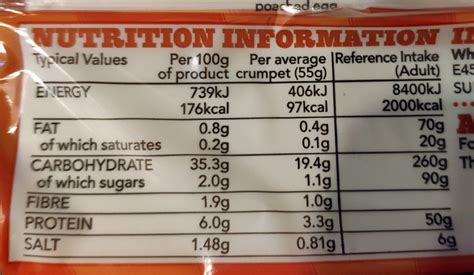 poached egg
NUTRITION INFORMATION
Typical Values Per 100g Per average Reference Intake Wh
of product crumpet (55g) (Adult) E45
ENERGY 739kJ 406kJ 8400kJ SU
176kcal 97kcal 2000kcal
FAT 0.8g 0.4g 70g
of which saturates 0.2g 0.1g 20g
CARBOHYDRATE 35.3g 19.4g 260g
of which sugars 2.0g 1.1g 90g
FIBRE 1.9g 1.0g
PROTEIN 6.0g 3.3g 50g
SALT 1.48g 0.81g 6g